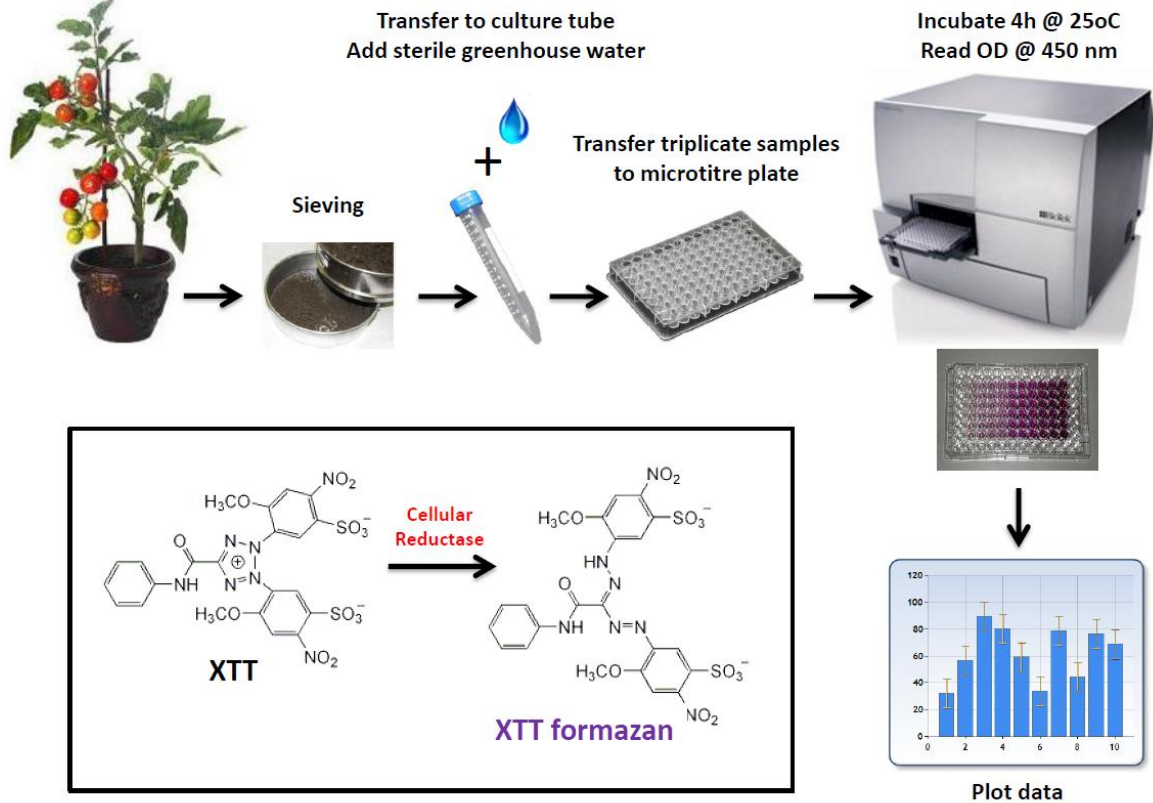 Transfer to culture tube
Add sterile greenhouse water
Incubate 4h @ 25oC
Read OD @ 450 nm
Transfer triplicate samples
to microtitre plate
Sieving
+
BioTek
NO2
H3CO
SO3−
O
N
N
+
NH
N
N
SO3−
H3CO
NO2
XTT
Cellular
Reductase
NO2
H3CO
SO3−
HN
O
N
NH
N
N
SO3−
H3CO
NO2
XTT formazan
120
100
80
60
40
20
0
0 2 4 6 8 10
Plot data